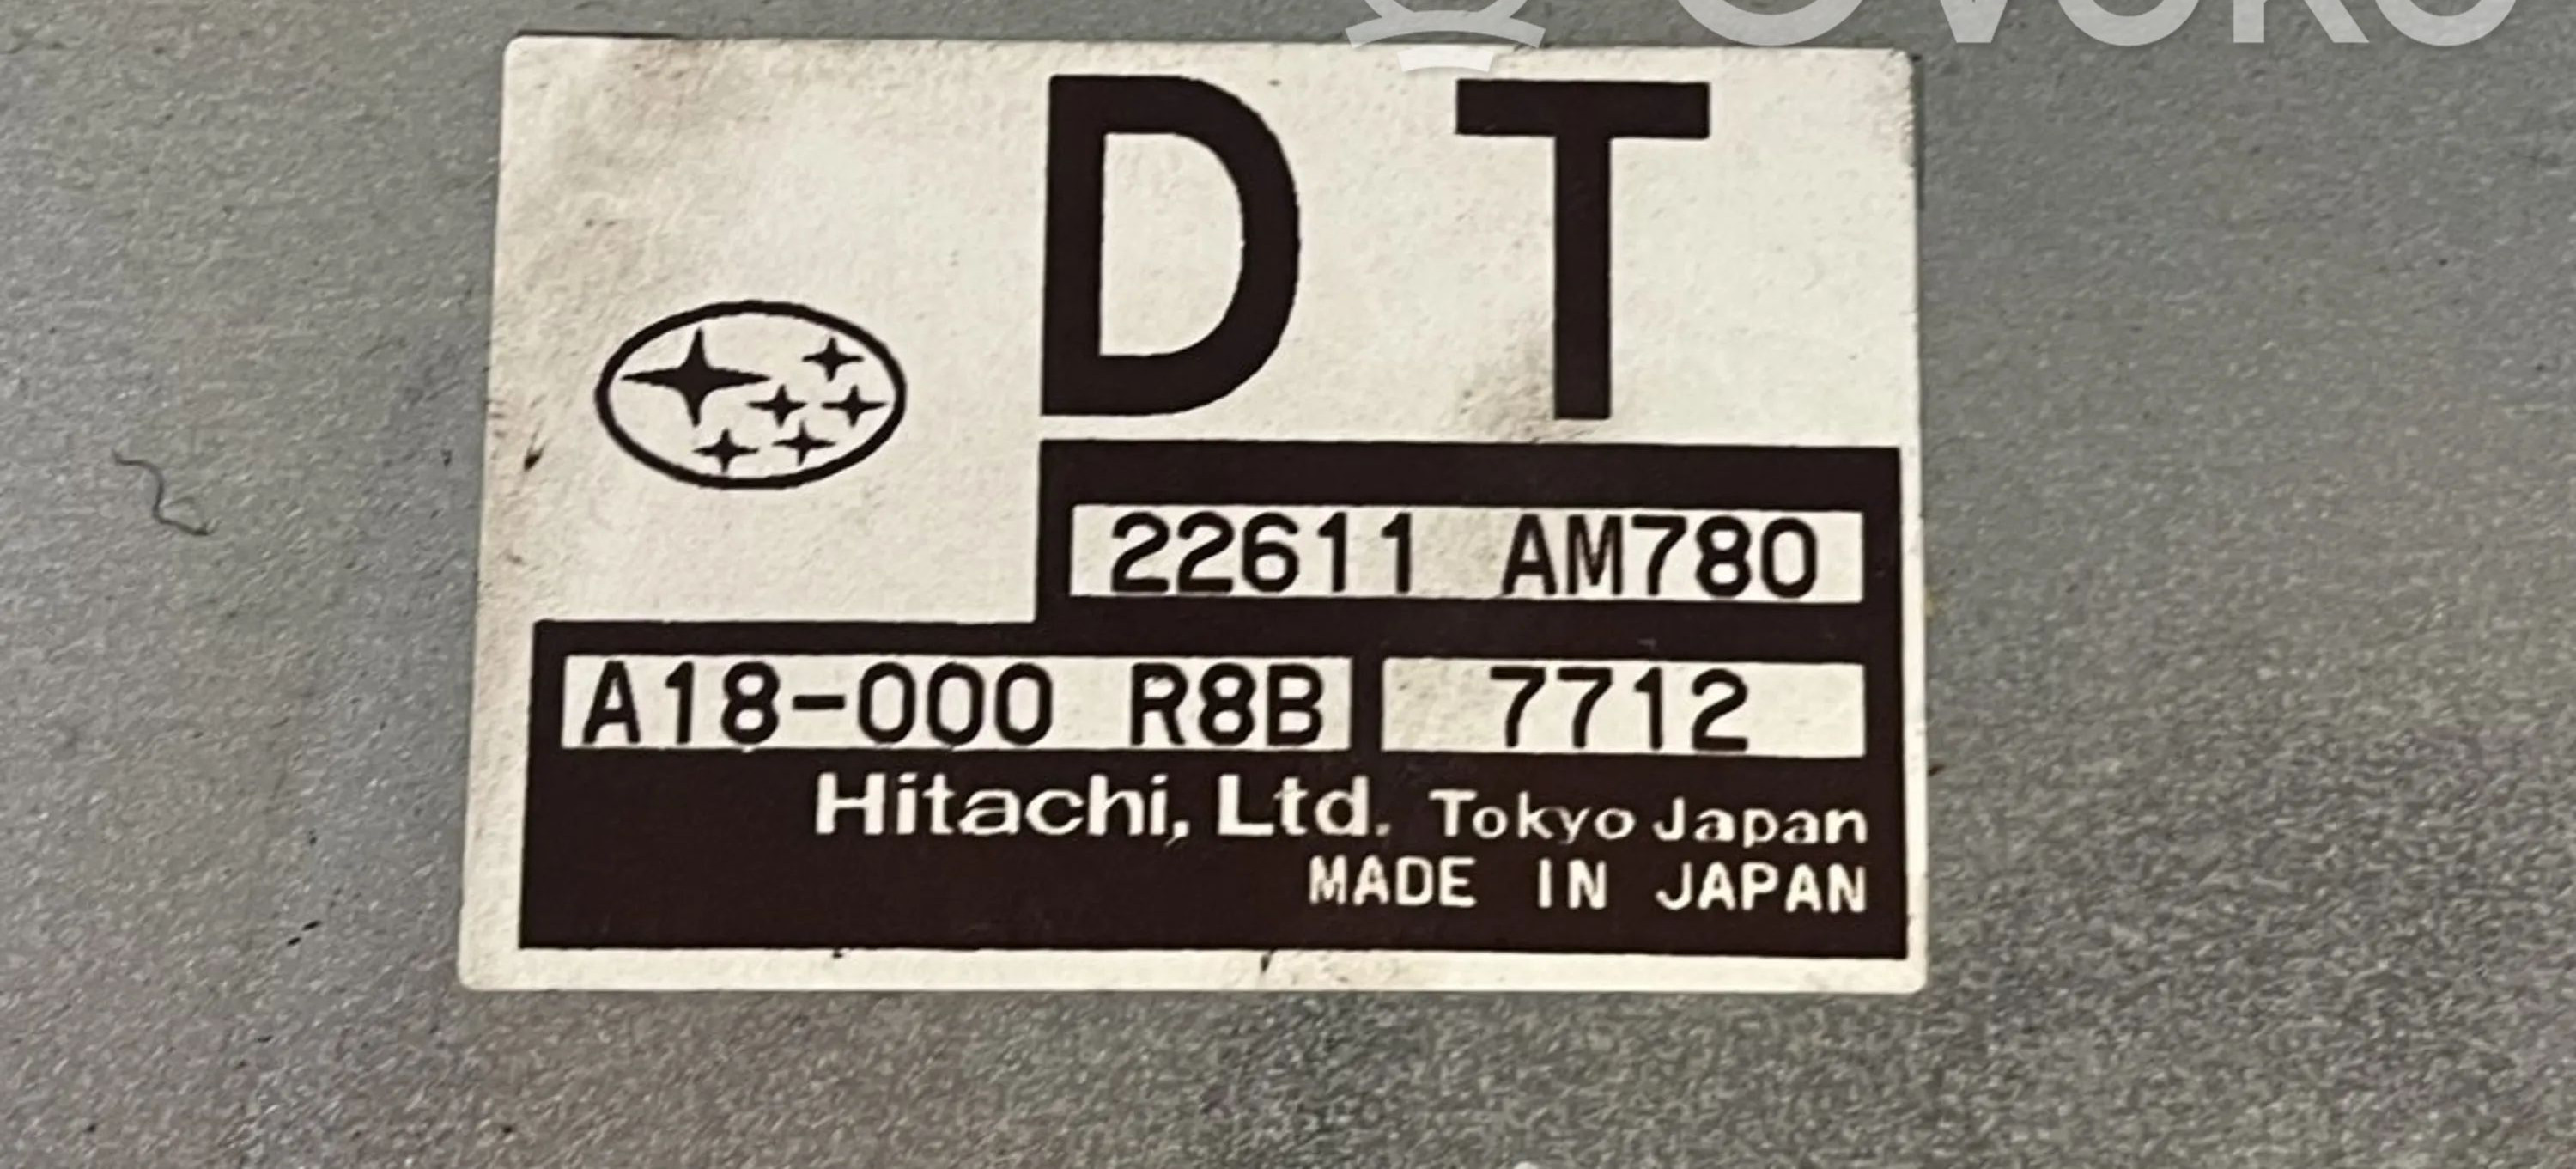 D T
22611 AM780
A18-000 R8B 7712
Hitachi, Ltd. Tokyo Japan
MADE IN JAPAN